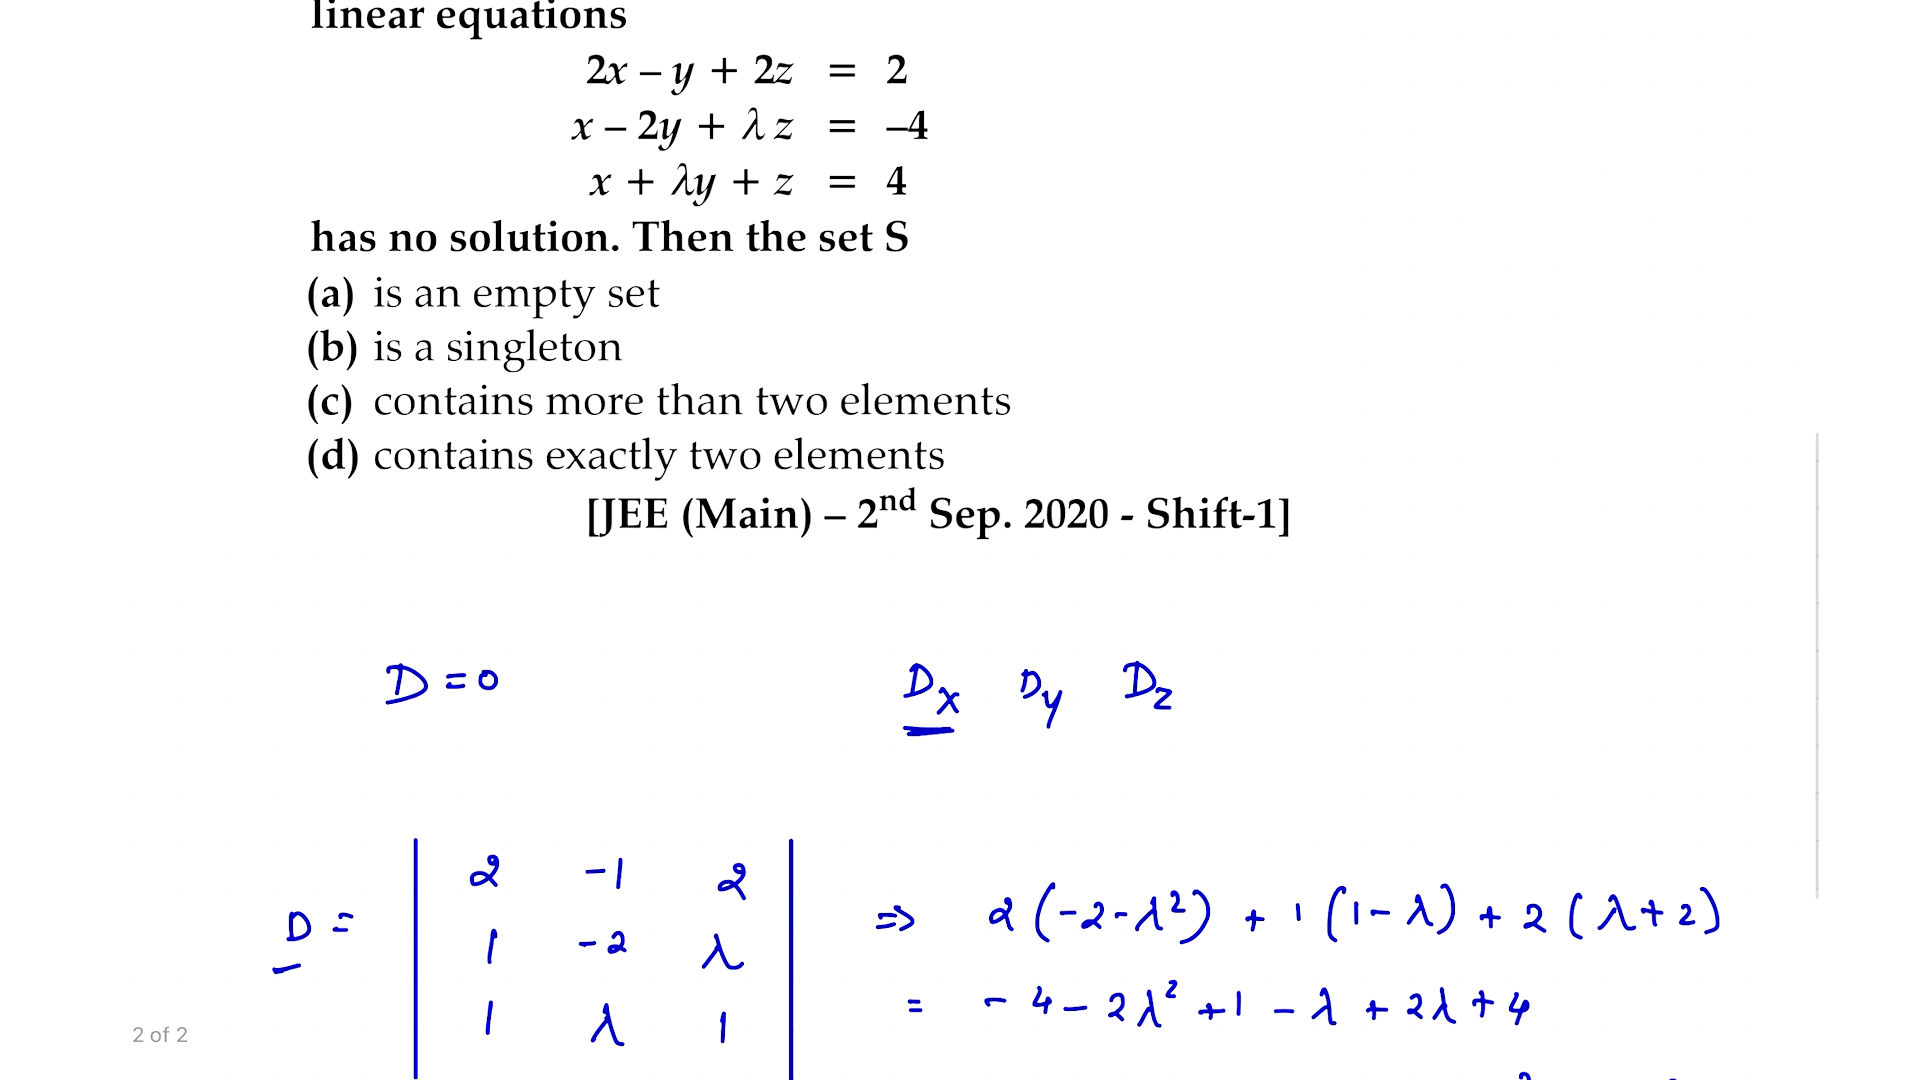 linear equations
2x – y + 2z = 2
x – 2y + λ z = –4
x + λy + z = 4
has no solution. Then the set S
(a) is an empty set
(b) is a singleton
(c) contains more than two elements
(d) contains exactly two elements
[JEE (Main) – 2nd Sep. 2020 - Shift-1]
D = 0 Dx Dy Dz
D = | 2 -1 2 |
| 1 -2 λ |
| 1 λ 1 |
⇒ 2(-2-λ²) + 1(1-λ) + 2(λ+2)
= -4 - 2λ² + 1 - λ + 2λ + 4
2 of 2